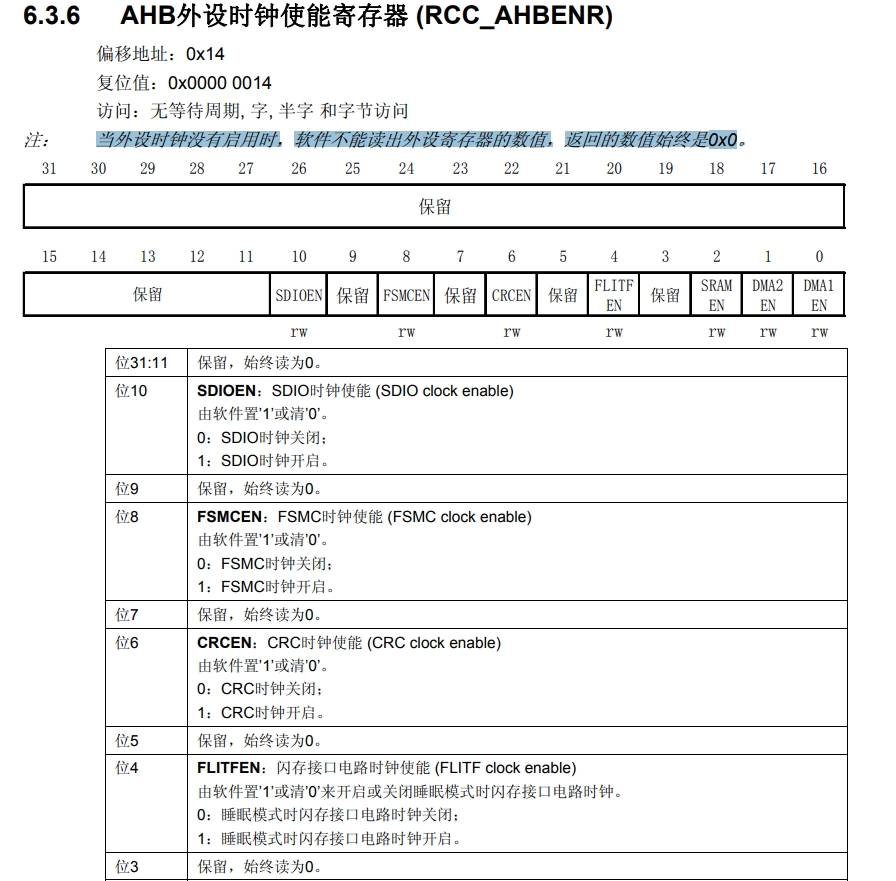 6.3.6 AHB外设时钟使能寄存器 (RCC_AHBENR)
偏移地址：0x14
复位值：0x0000 0014
访问：无等待周期, 字, 半字 和字节访问
注： 当外设时钟没有启用时，软件不能读出外设寄存器的数值，返回的数值始终是0x0。
31 30 29 28 27 26 25 24 23 22 21 20 19 18 17 16
保留
15 14 13 12 11 10 9 8 7 6 5 4 3 2 1 0
保留 SDIOEN 保留 FSMCEN 保留 CRCEN 保留 FLITF EN 保留 SRAM EN DMA2 EN DMA1 EN
rw rw rw rw rw rw rw
位31:11 保留，始终读为0。
位10 SDIOEN：SDIO时钟使能 (SDIO clock enable)
由软件置'1'或清'0'。
0：SDIO时钟关闭；
1：SDIO时钟开启。
位9 保留，始终读为0。
位8 FSMCEN：FSMC时钟使能 (FSMC clock enable)
由软件置'1'或清'0'。
0：FSMC时钟关闭；
1：FSMC时钟开启。
位7 保留，始终读为0。
位6 CRCEN：CRC时钟使能 (CRC clock enable)
由软件置'1'或清'0'。
0：CRC时钟关闭；
1：CRC时钟开启。
位5 保留，始终读为0。
位4 FLITFEN：闪存接口电路时钟使能 (FLITF clock enable)
由软件置'1'或清'0'来开启或关闭睡眠模式时闪存接口电路时钟。
0：睡眠模式时闪存接口电路时钟关闭；
1：睡眠模式时闪存接口电路时钟开启。
位3 保留，始终读为0。